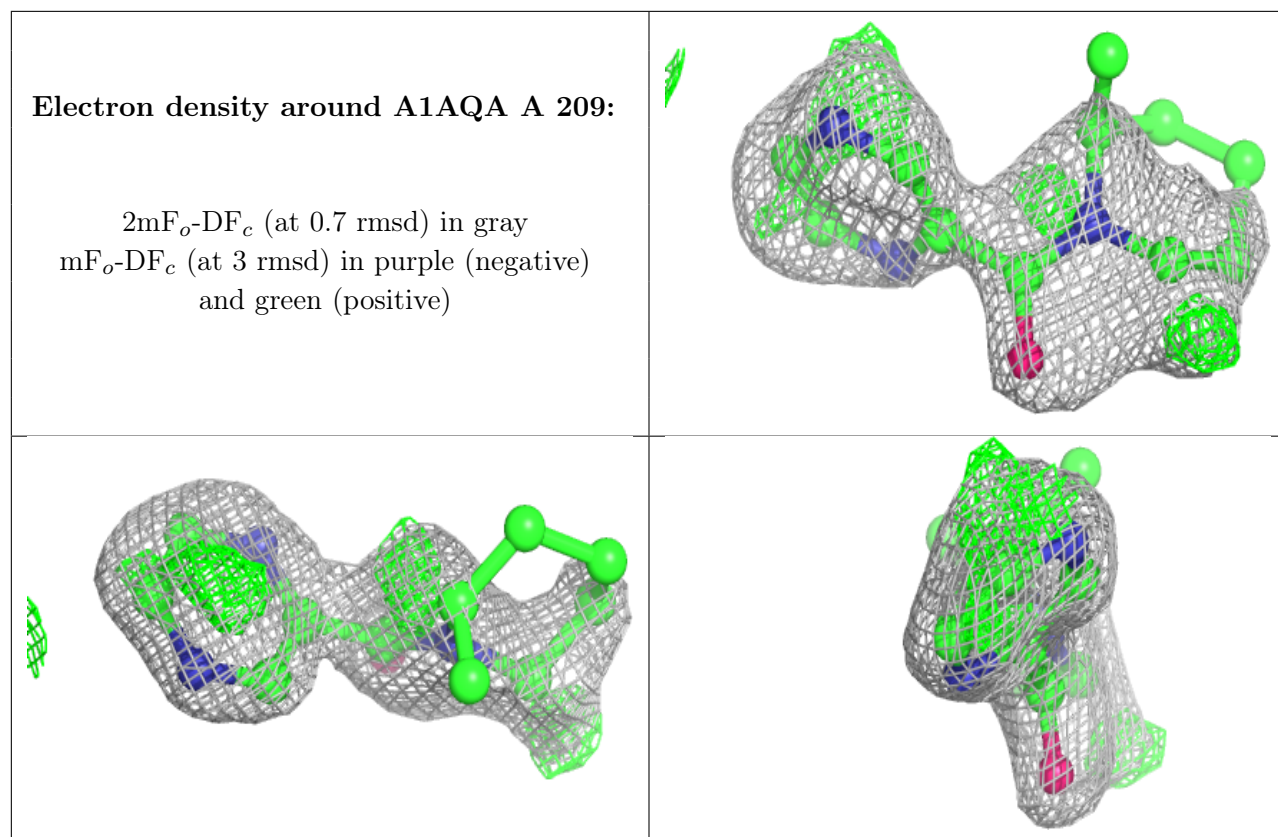 Electron density around A1AQA A 209:
2mFₒ-DF𝒸 (at 0.7 rmsd) in gray
mFₒ-DF𝒸 (at 3 rmsd) in purple (negative)
and green (positive)